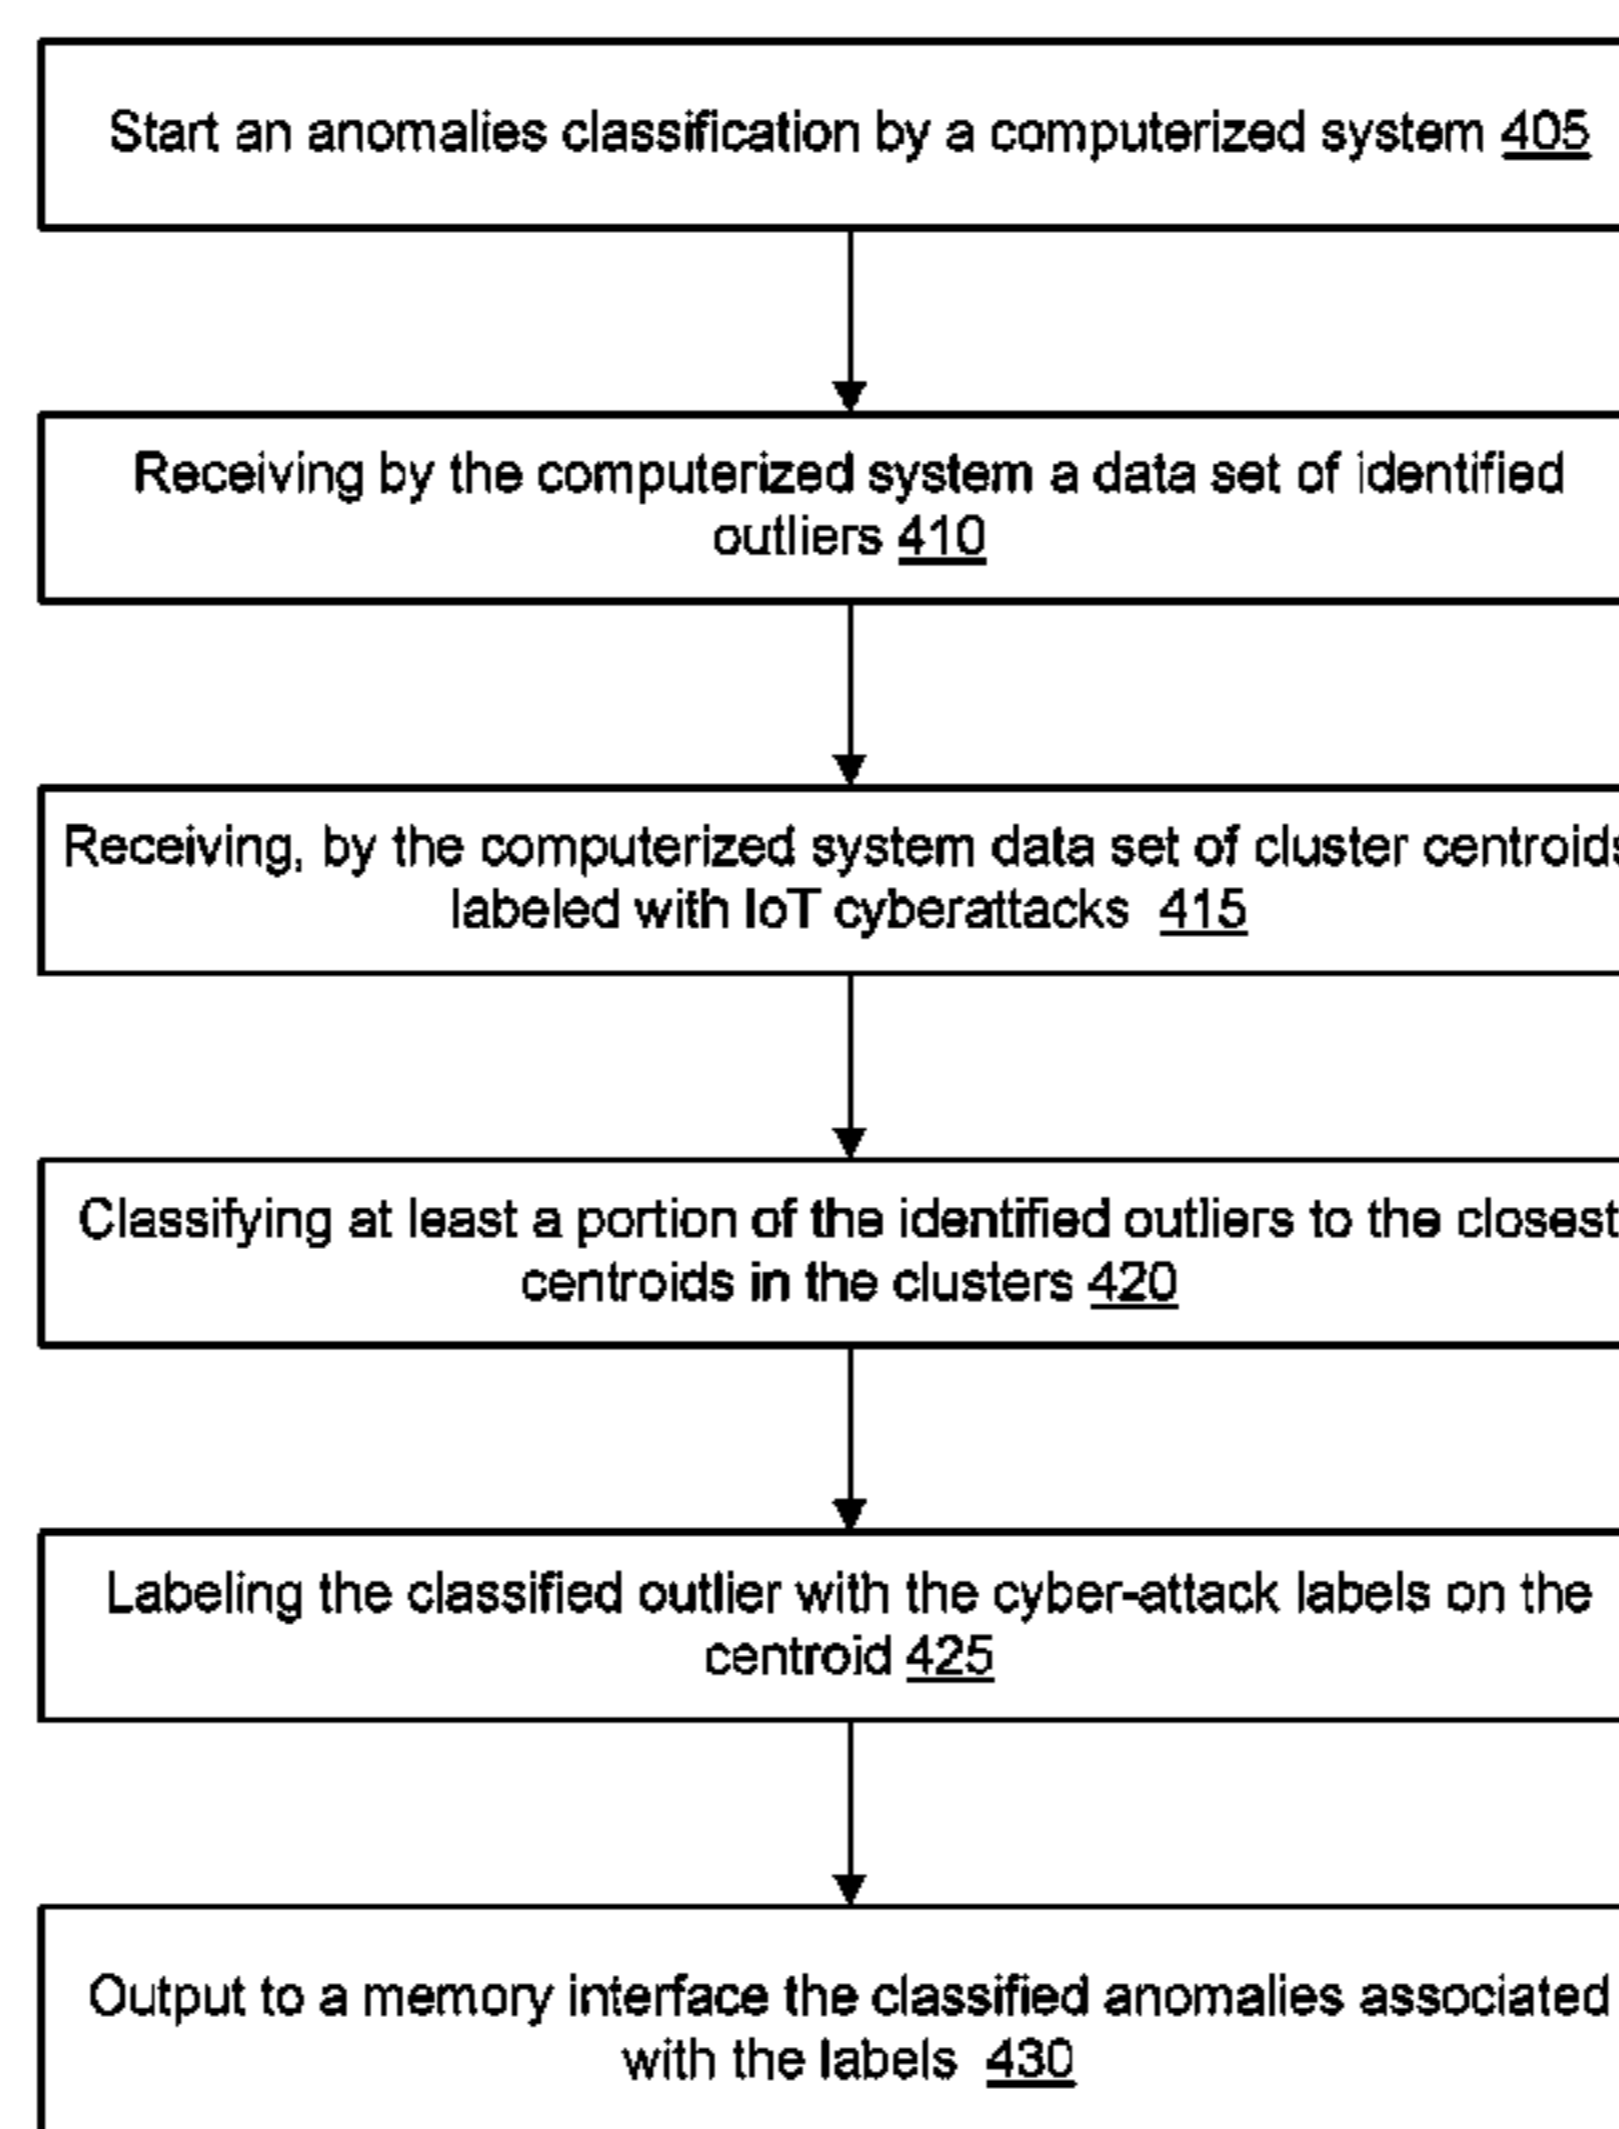 Start an anomalies classification by a computerized system 405
Receiving by the computerized system a data set of identified
outliers 410
Receiving, by the computerized system data set of cluster centroids
labeled with IoT cyberattacks 415
Classifying at least a portion of the identified outliers to the closest
centroids in the clusters 420
Labeling the classified outlier with the cyber-attack labels on the
centroid 425
Output to a memory interface the classified anomalies associated
with the labels 430